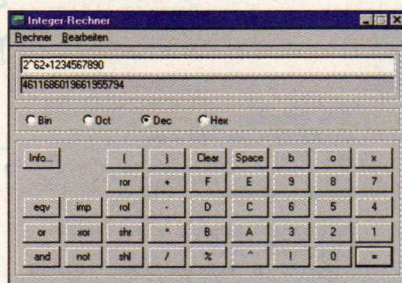 Integer-Rechner
Rechner Bearbeiten
2^62+1234567890
4611686019661955794
Bin Oct Dec Hex
Info... ( ) Clear Space b o x
ror + F E 9 8 7
eqv imp rol - D C 6 5 4
or xor shr * B A 3 2 1
and not shl / % ^ ! 0 =